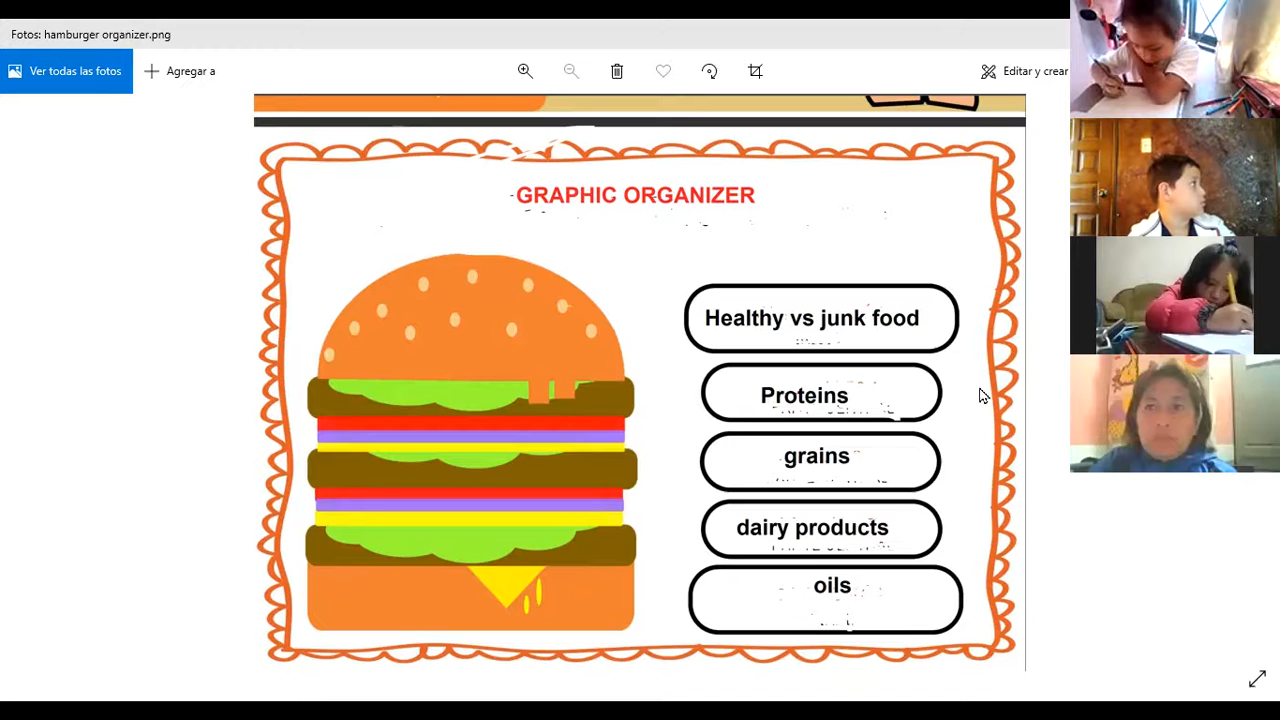 Fotos: hamburger organizer.png
Ver todas las fotos
Agregar a
Editar y crear
GRAPHIC ORGANIZER
Healthy vs junk food
Proteins
grains
dairy products
oils